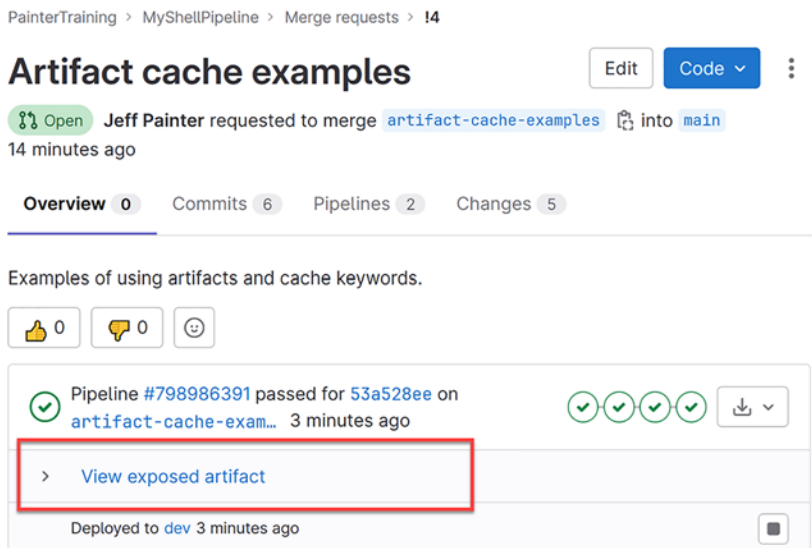 PainterTraining > MyShellPipeline > Merge requests > !4
Artifact cache examples
Edit
Code
Open Jeff Painter requested to merge artifact-cache-examples into main
14 minutes ago
Overview 0 Commits 6 Pipelines 2 Changes 5
Examples of using artifacts and cache keywords.
0 0
Pipeline #798986391 passed for 53a528ee on
artifact-cache-exam… 3 minutes ago
View exposed artifact
Deployed to dev 3 minutes ago